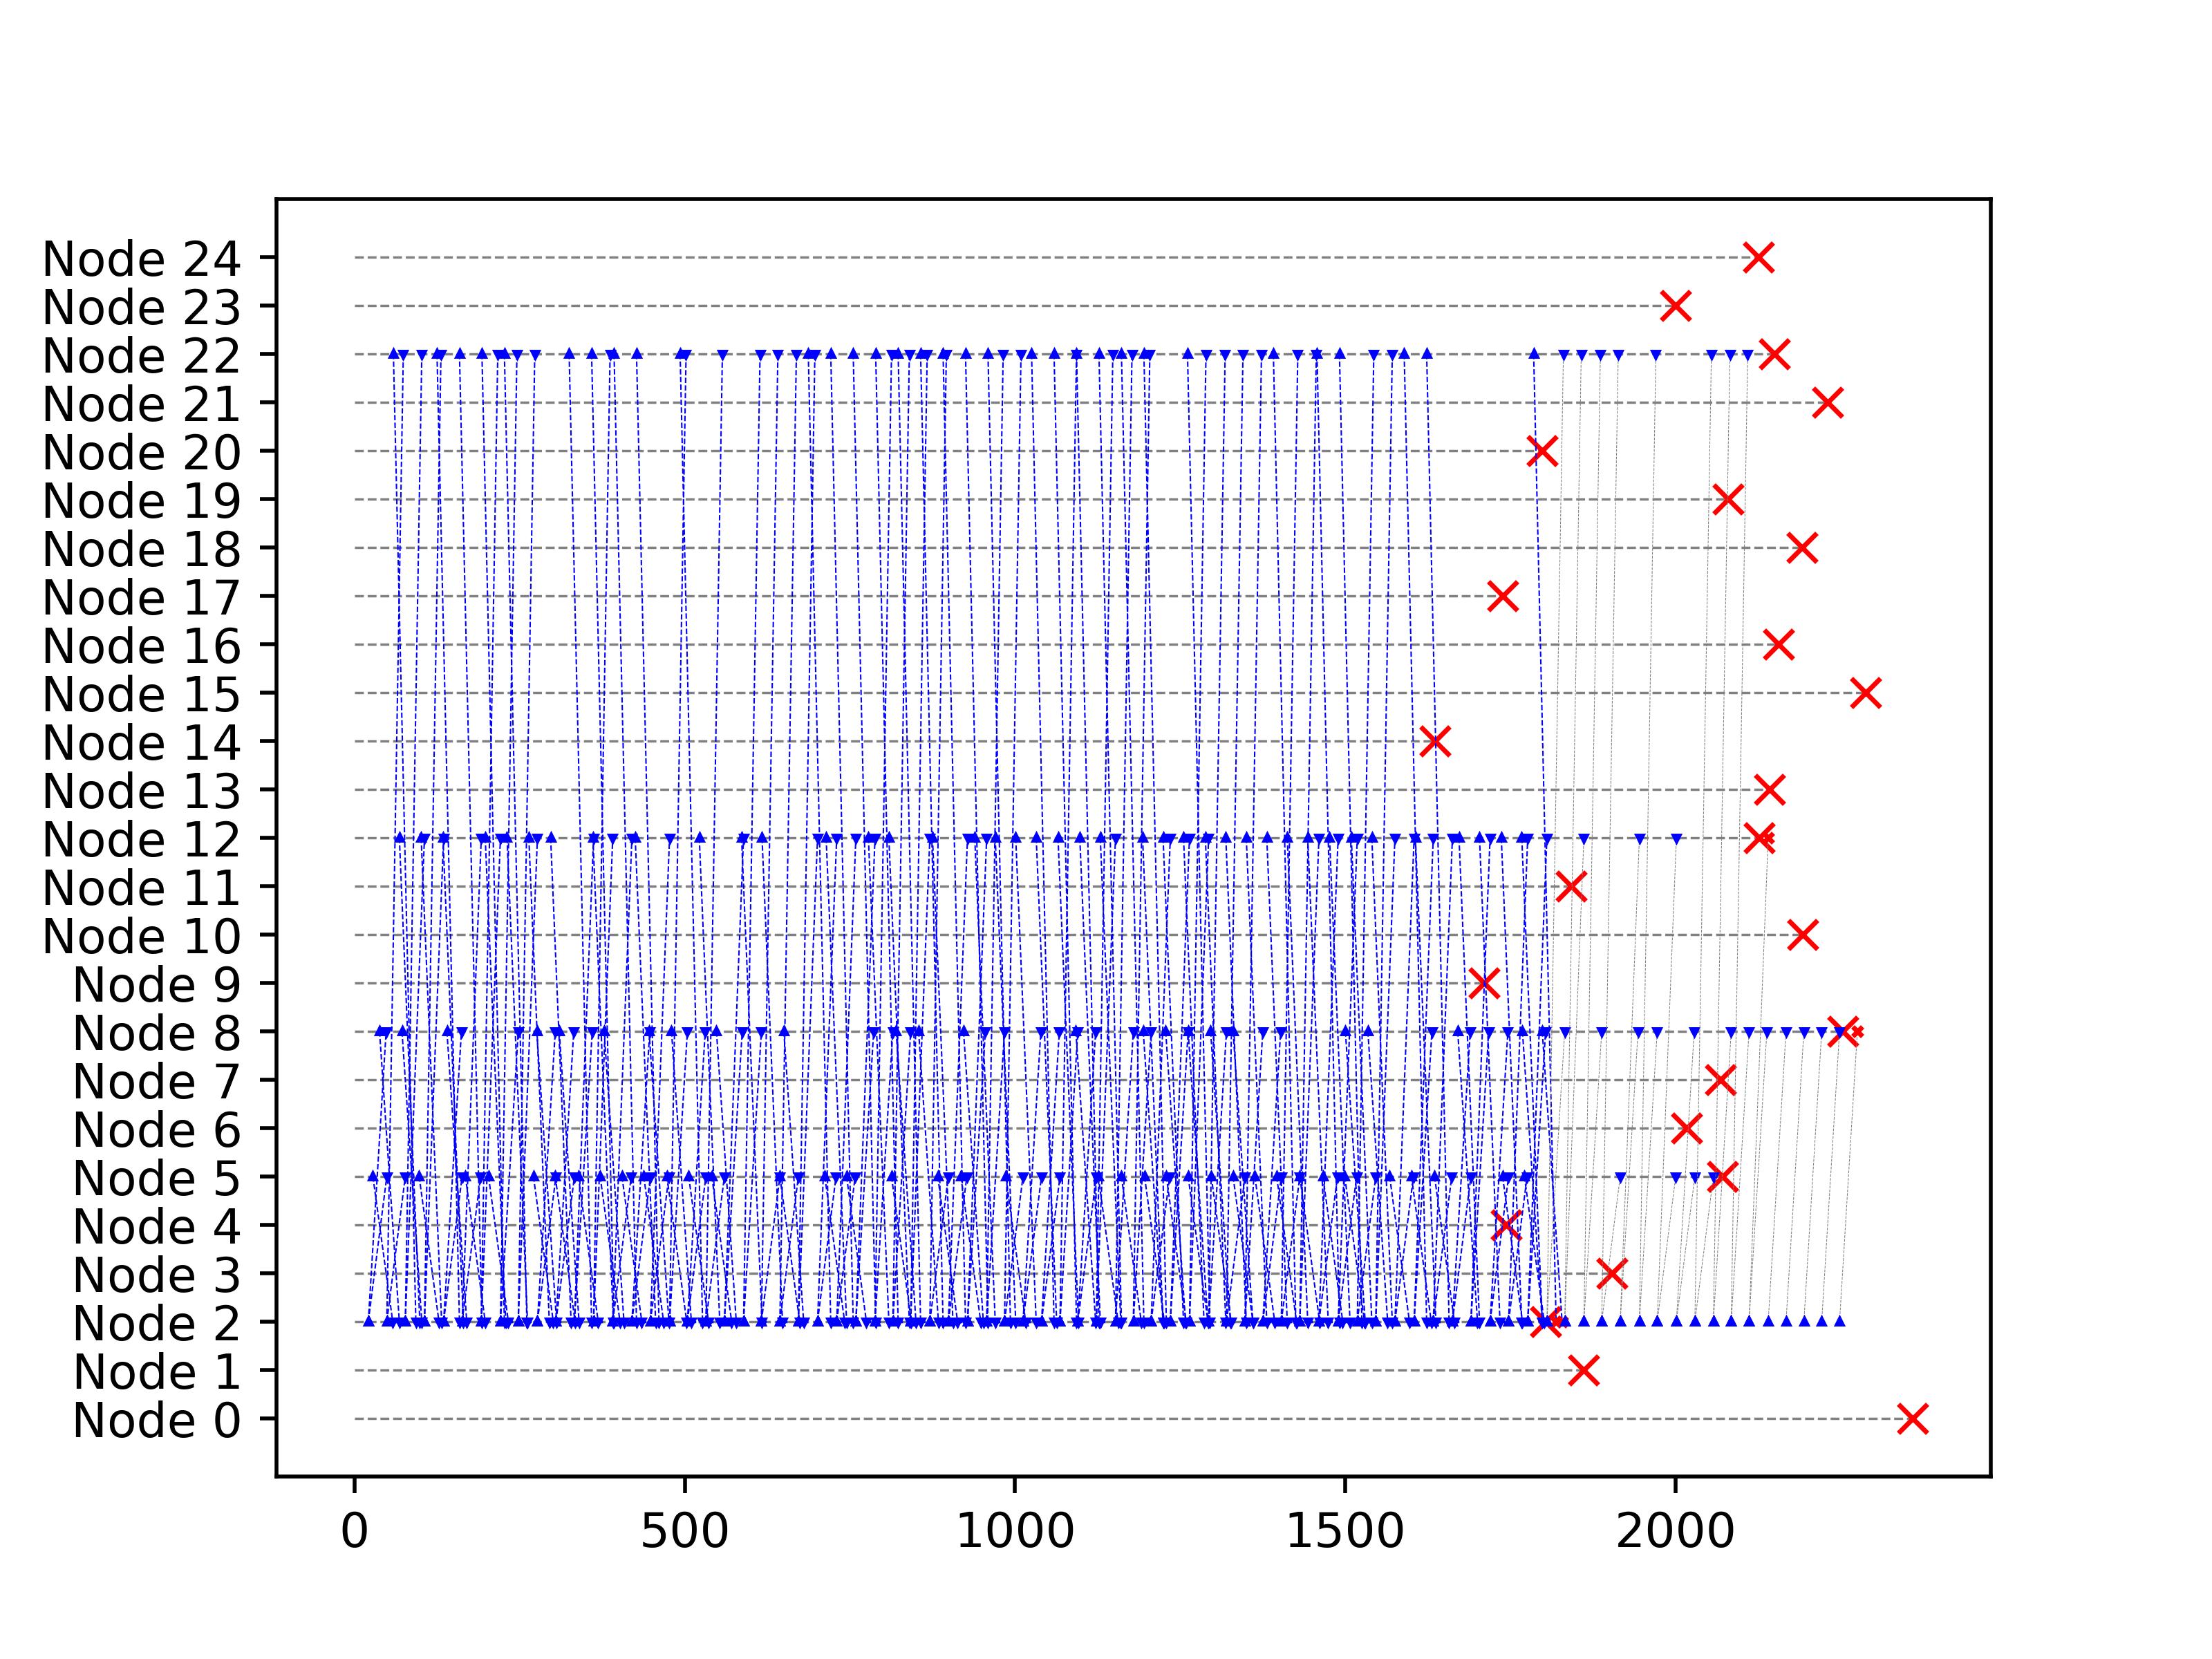 Node 24
Node 23
Node 22
Node 21
Node 20
Node 19
Node 18
Node 17
Node 16
Node 15
Node 14
Node 13
Node 12
Node 11
Node 10
Node 9
Node 8
Node 7
Node 6
Node 5
Node 4
Node 3
Node 2
Node 1
Node 0
0 500 1000 1500 2000